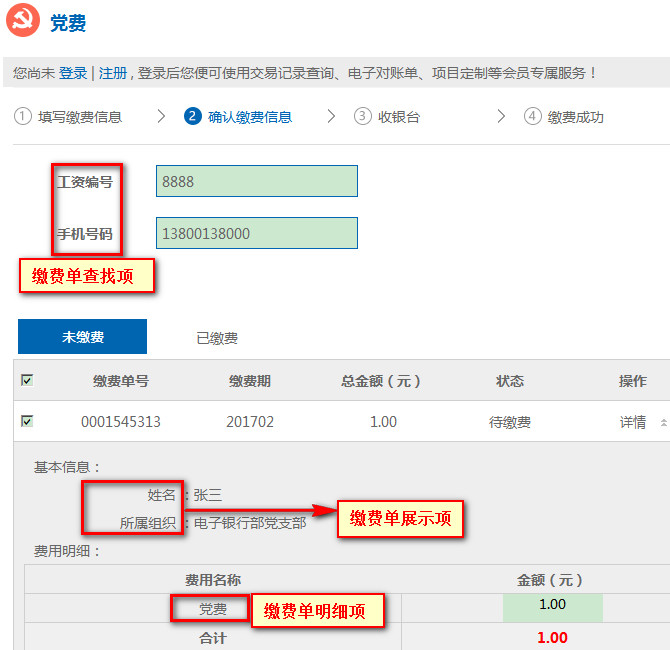 党费
您尚未 登录 | 注册 , 登录后您便可使用交易记录查询、电子对账单、项目定制等会员专属服务！
1 填写缴费信息 2 确认缴费信息 3 收银台 4 缴费成功
工资编号 8888
手机号码 13800138000
缴费单查找项
未缴费 已缴费
缴费单号 缴费期 总金额（元） 状态 操作
0001545313 201702 1.00 待缴费 详情
基本信息：
姓名：张三
所属组织：电子银行部党支部
缴费单展示项
费用明细：
费用名称 金额（元）
党费 1.00
缴费单明细项
合计 1.00